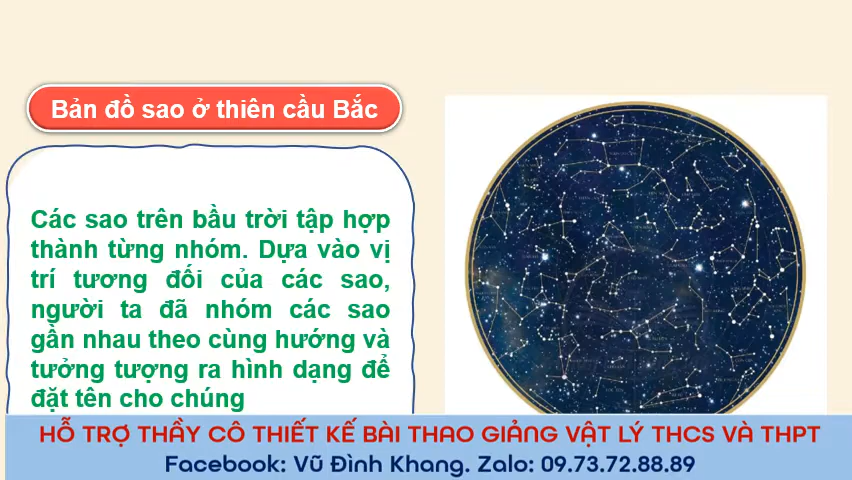 Bản đồ sao ở thiên cầu Bắc
Các sao trên bầu trời tập hợp
thành từng nhóm. Dựa vào vị
trí tương đối của các sao,
người ta đã nhóm các sao
gần nhau theo cùng hướng và
tưởng tượng ra hình dạng để
đặt tên cho chúng
HỖ TRỢ THẦY CÔ THIẾT KẾ BÀI THAO GIẢNG VẬT LÝ THCS VÀ THPT
Facebook: Vũ Đình Khang. Zalo: 09.73.72.88.89